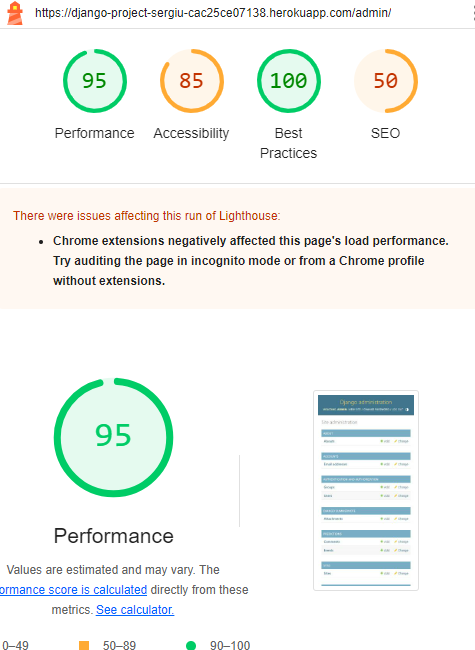 https://django-project-sergiu-cac25ce07138.herokuapp.com/admin/
95
85
100
50
Performance
Accessibility
Best
Practices
SEO
There were issues affecting this run of Lighthouse:
• Chrome extensions negatively affected this page's load performance.
Try auditing the page in incognito mode or from a Chrome profile
without extensions.
95
Performance
Values are estimated and may vary. The
ormance score is calculated directly from these
metrics. See calculator.
0–49
50–89
90–100
Django administration
Site administration